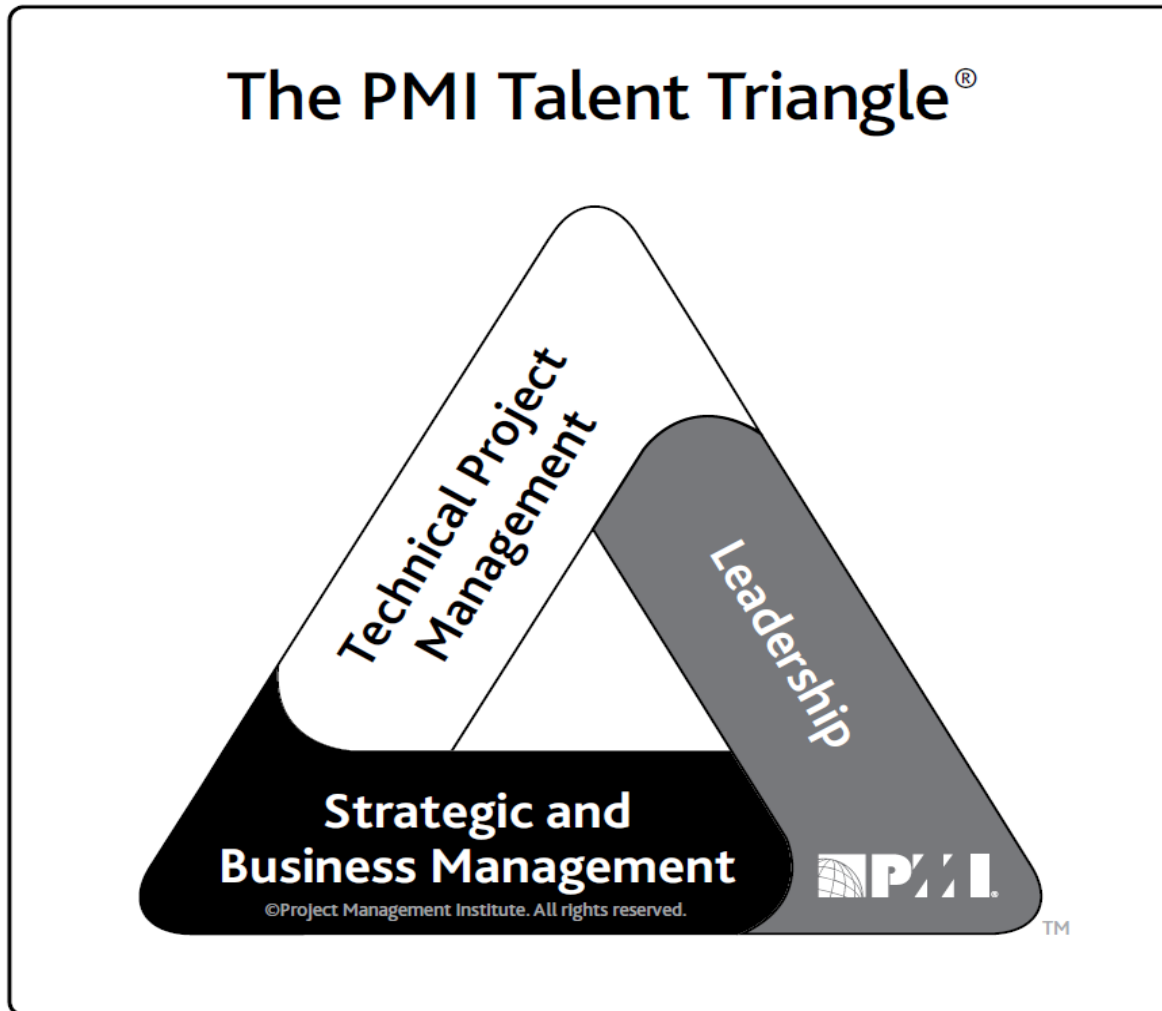 The PMI Talent Triangle®
Technical Project
Management
Leadership
Strategic and
Business Management
©Project Management Institute. All rights reserved.
PMI®
TM